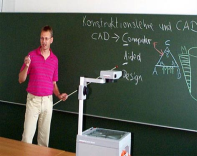 Konstruktionslehre und CAD
CAD → Computer
Aided
Design